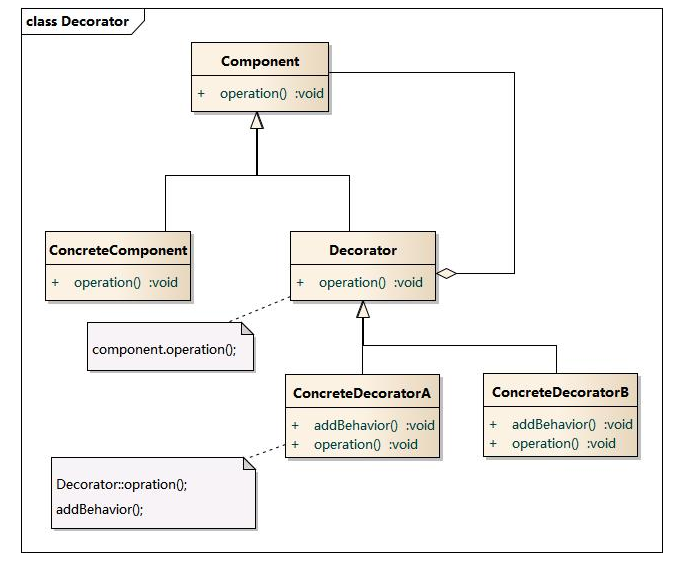 class Decorator
Component
+ operation() :void
ConcreteComponent
+ operation() :void
Decorator
+ operation() :void
component.operation();
ConcreteDecoratorA
+ addBehavior() :void
+ operation() :void
ConcreteDecoratorB
+ addBehavior() :void
+ operation() :void
Decorator::opration();
addBehavior();